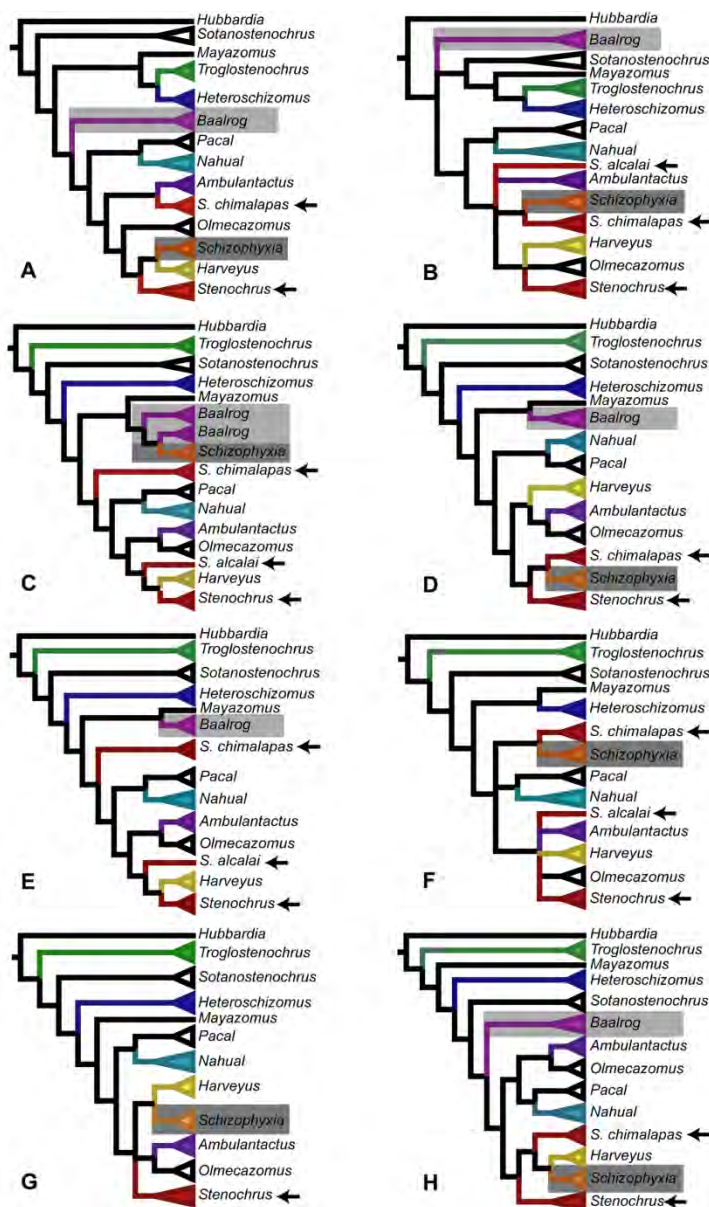 Hubbardia
Sotanostenochrus
Mayazomus
Troglostenochrus
Heteroschizomus
Baalrog
Pacal
Nahual
Ambulantactus
S. chimalapas
Olmecazomus
Schizophyxia
Harveyus
Stenochrus
A
Hubbardia
Baalrog
Sotanostenochrus
Mayazomus
Troglostenochrus
Heteroschizomus
Pacal
Nahual
S. alcalai
Ambulantactus
Schizophyxia
S. chimalapas
Harveyus
Olmecazomus
Stenochrus
B
Hubbardia
Troglostenochrus
Sotanostenochrus
Heteroschizomus
Mayazomus
Baalrog
Baalrog
Schizophyxia
S. chimalapas
Pacal
Nahual
Ambulantactus
Olmecazomus
S. alcalai
Harveyus
Stenochrus
C
Hubbardia
Troglostenochrus
Sotanostenochrus
Heteroschizomus
Mayazomus
Baalrog
Nahual
Pacal
Harveyus
Ambulantactus
Olmecazomus
S. chimalapas
Schizophyxia
Stenochrus
D
Hubbardia
Troglostenochrus
Sotanostenochrus
Heteroschizomus
Mayazomus
Baalrog
S. chimalapas
Pacal
Nahual
Ambulantactus
Olmecazomus
S. alcalai
Harveyus
Stenochrus
E
Hubbardia
Troglostenochrus
Sotanostenochrus
Mayazomus
Heteroschizomus
S. chimalapas
Schizophyxia
Pacal
Nahual
S. alcalai
Ambulantactus
Harveyus
Olmecazomus
Stenochrus
F
Hubbardia
Troglostenochrus
Sotanostenochrus
Heteroschizomus
Mayazomus
Pacal
Nahual
Harveyus
Schizophyxia
Ambulantactus
Olmecazomus
Stenochrus
G
Hubbardia
Troglostenochrus
Mayazomus
Heteroschizomus
Sotanostenochrus
Baalrog
Ambulantactus
Olmecazomus
Pacal
Nahual
S. chimalapas
Harveyus
Schizophyxia
Stenochrus
H